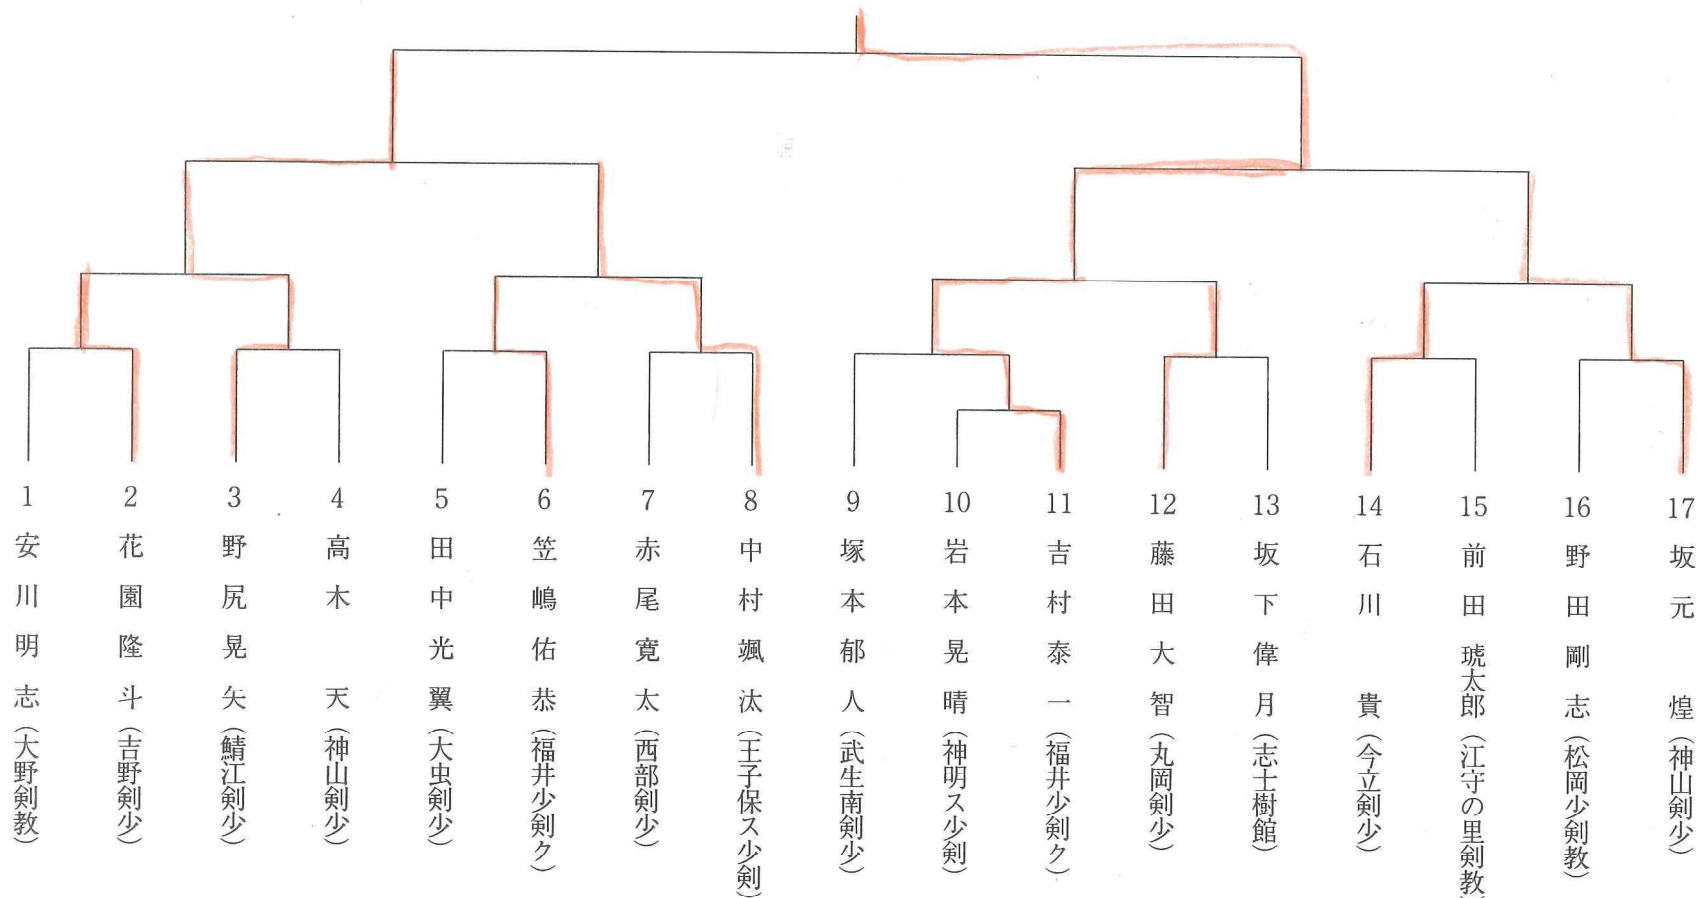 1 安川明志(大野剣教)
2 花園隆斗(吉野剣少)
3 野尻晃矢(鯖江剣少)
4 高木 天(神山剣少)
5 田中光翼(大虫剣少)
6 笠嶋佑恭(福井少剣ク)
7 赤尾寛太(西部剣少)
8 中村颯汰(王子保ス少剣)
9 塚本郁人(武生南剣少)
10 岩本晃晴(神明ス少剣)
11 吉村泰一(福井少剣ク)
12 藤田大智(丸岡剣少)
13 坂下偉月(志士樹館)
14 石川 貴(今立剣少)
15 前田琥太郎(江守の里剣教)
16 野田剛志(松岡少剣教)
17 坂元 煌(神山剣少)